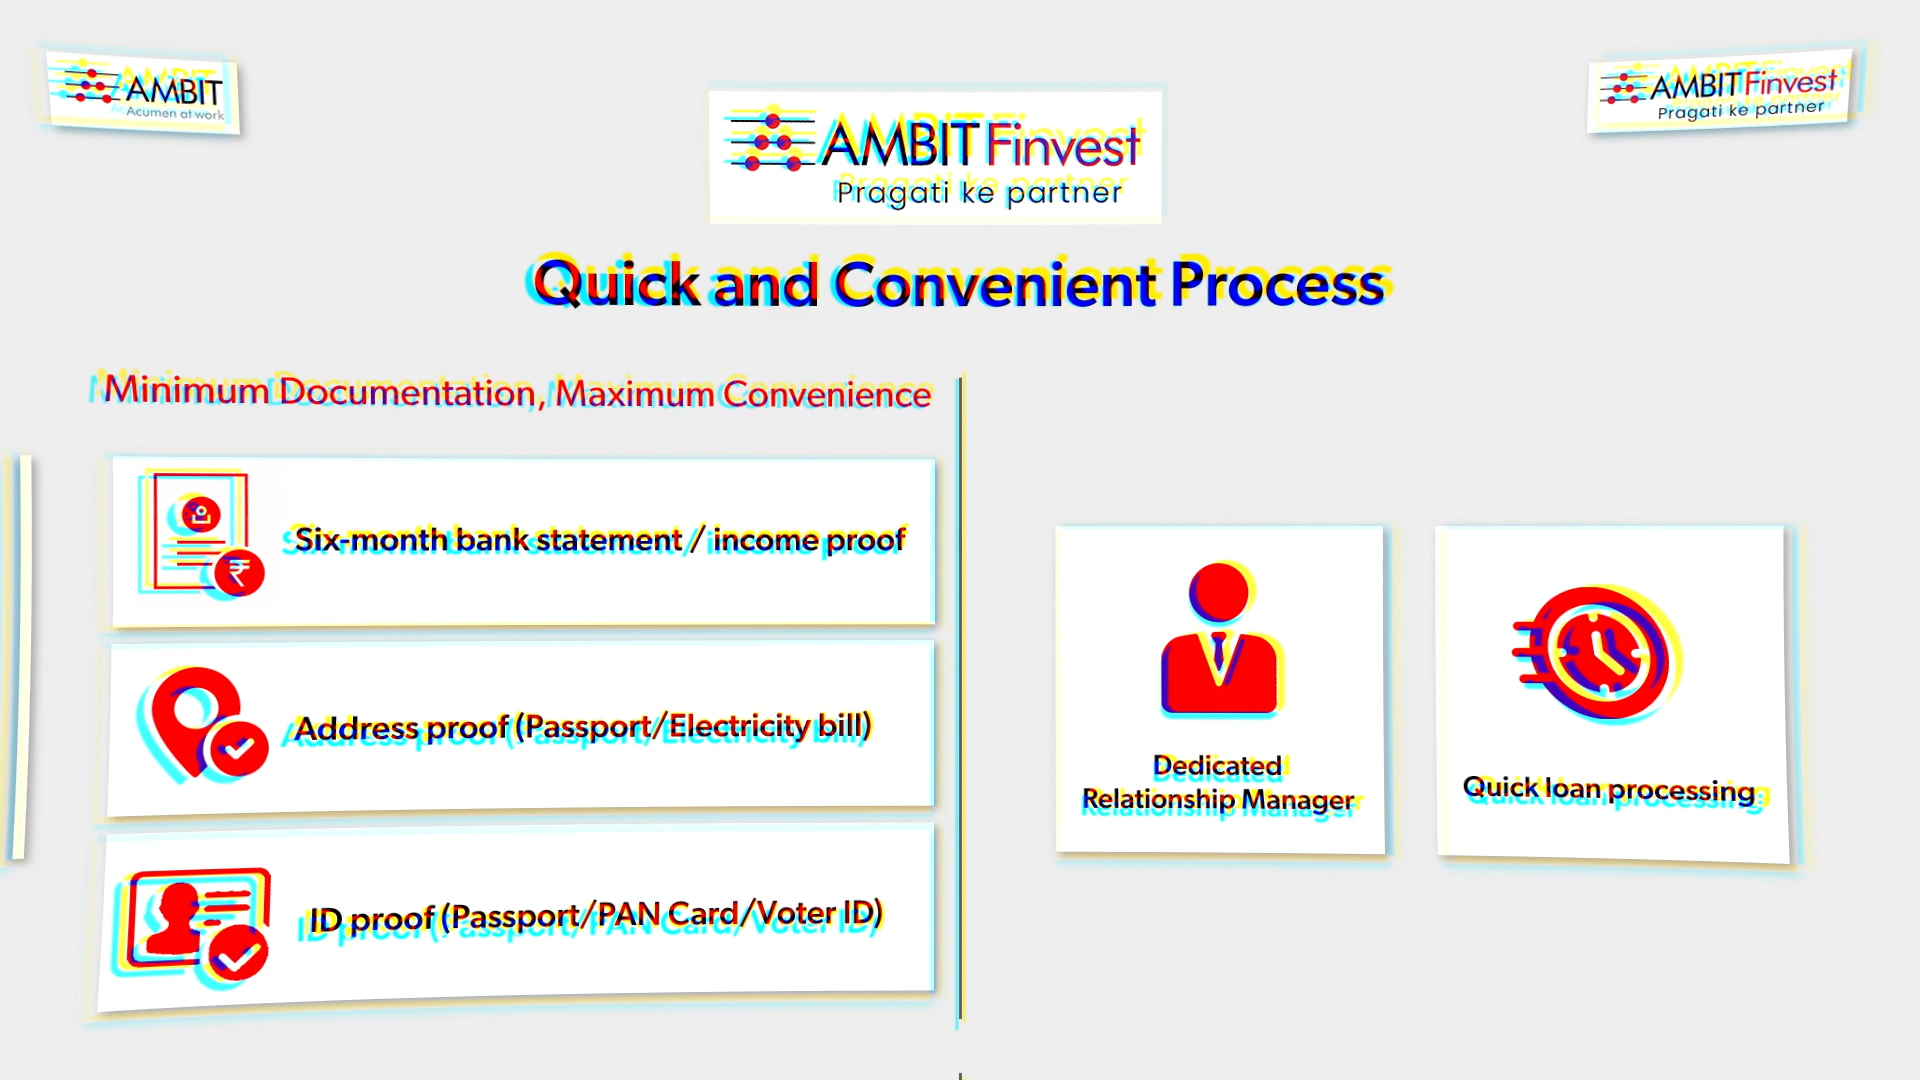 AMBIT
Acumen at work
AMBIT Finvest
Pragati ke partner
AMBIT Finvest
Pragati ke partner
Quick and Convenient Process
Minimum Documentation, Maximum Convenience
Six-month bank statement / income proof
Address proof (Passport/Electricity bill)
ID proof (Passport/PAN Card/Voter ID)
Dedicated
Relationship Manager
Quick loan processing